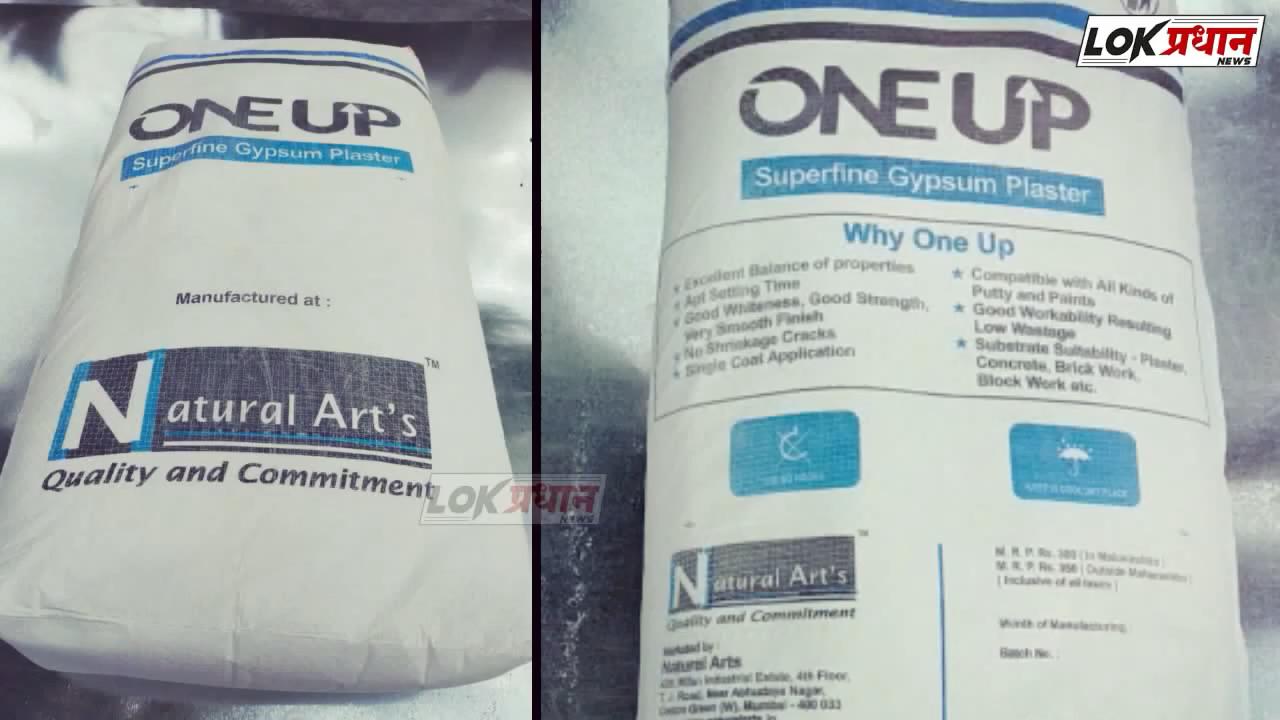 ONE UP
Superfine Gypsum Plaster
Manufactured at :
Natural Art's TM
Quality and Commitment
LOK प्रधान
NEWS
LOK प्रधान
NEWS
ONE UP
Superfine Gypsum Plaster
Why One Up
Excellent Balance of properties
Apt Setting Time
Good Whiteness, Good Strength,
Very Smooth Finish
No Shrinkage Cracks
★ Single Coat Application
★ Compatible with All Kinds of
Putty and Paints
★ Good Workability Resulting
Low Wastage
★ Substrate Suitability - Plaster,
Concrete, Brick Work,
Block Work etc.
Natural Art's
Quality and Commitment
Marketed by :
Natural Arts
Industrial Estate, 4th Floor,
T. J. Road, Near Nagar,
Green (W), Mumbai - 400 033
M. R. P. Rs. (In Maharashtra)
M. R. P. Rs. (Outside Maharashtra)
(Inclusive of all taxes)
Month of Manufacturing
Batch No. :